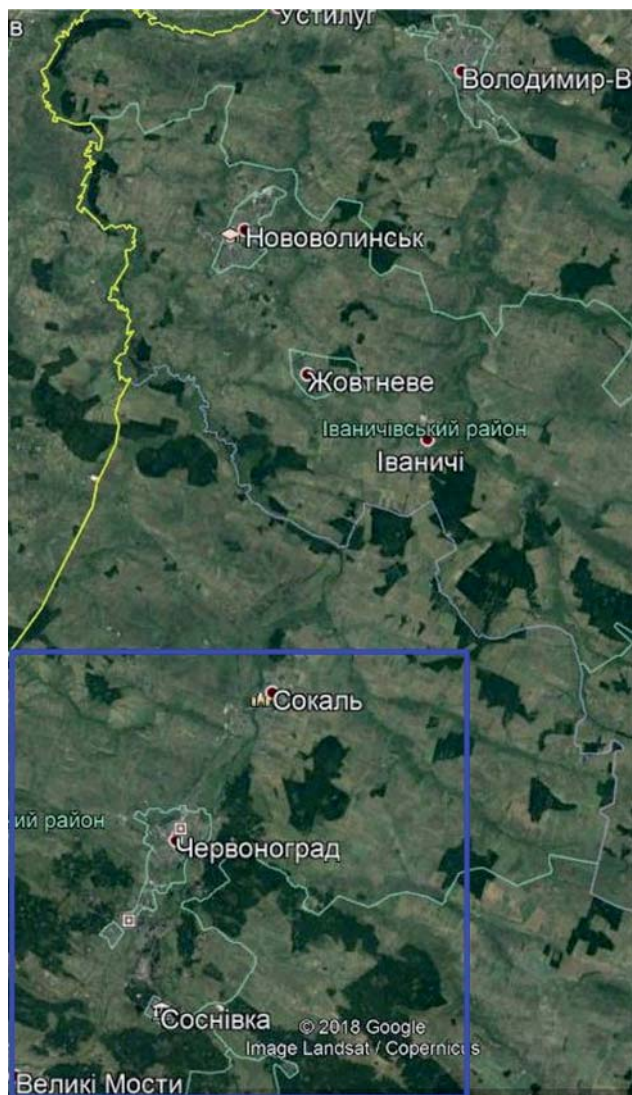 Устилуг
в
Володимир-В
Нововолинськ
Жовтневе
Іваничівський район
Іваничі
Сокаль
ий район
Червоноград
Соснівка
© 2018 Google
Image Landsat / Copernicus
Великі Мости